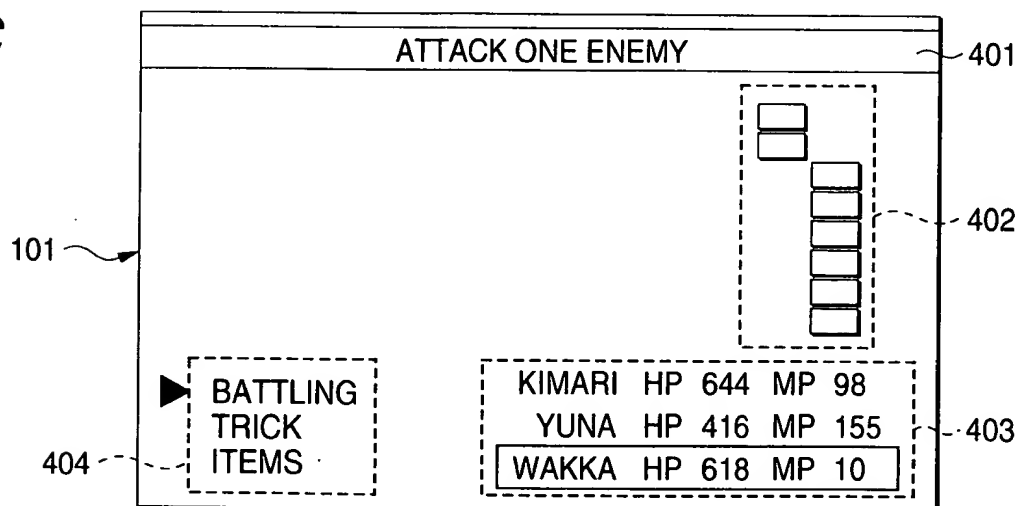 ATTACK ONE ENEMY
401
402
101
BATTLING
TRICK
ITEMS
404
KIMARI HP 644 MP 98
YUNA HP 416 MP 155
WAKKA HP 618 MP 10
403